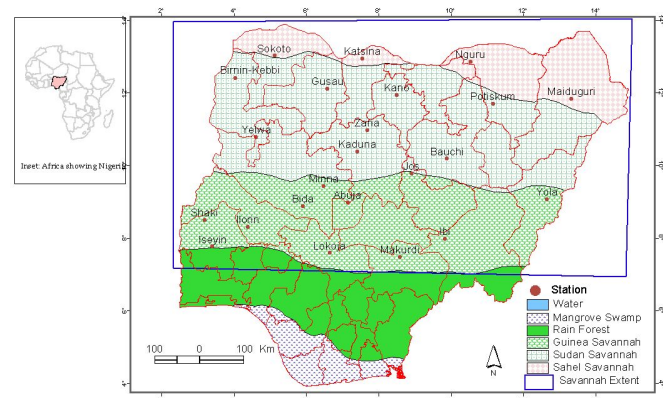 2° 4° 6° 8° 10° 12° 14°
Sokoto
Katsina
Nguru
Birnin-Kebbi
Gusau
Kano
Potiskum
Maiduguri
Yelwa
Zaria
Kaduna
Bauchi
Jos
Inset: Africa showing Nigeria
Minna
Bida
Abuja
Yola
Shaki
Ilorin
Ibi
Iseyin
Lokoja
Makurdi
Station
Water
Mangrove Swamp
Rain Forest
Guinea Savannah
Sudan Savannah
Sahel Savannah
Savannah Extent
100 0 100 Km
N